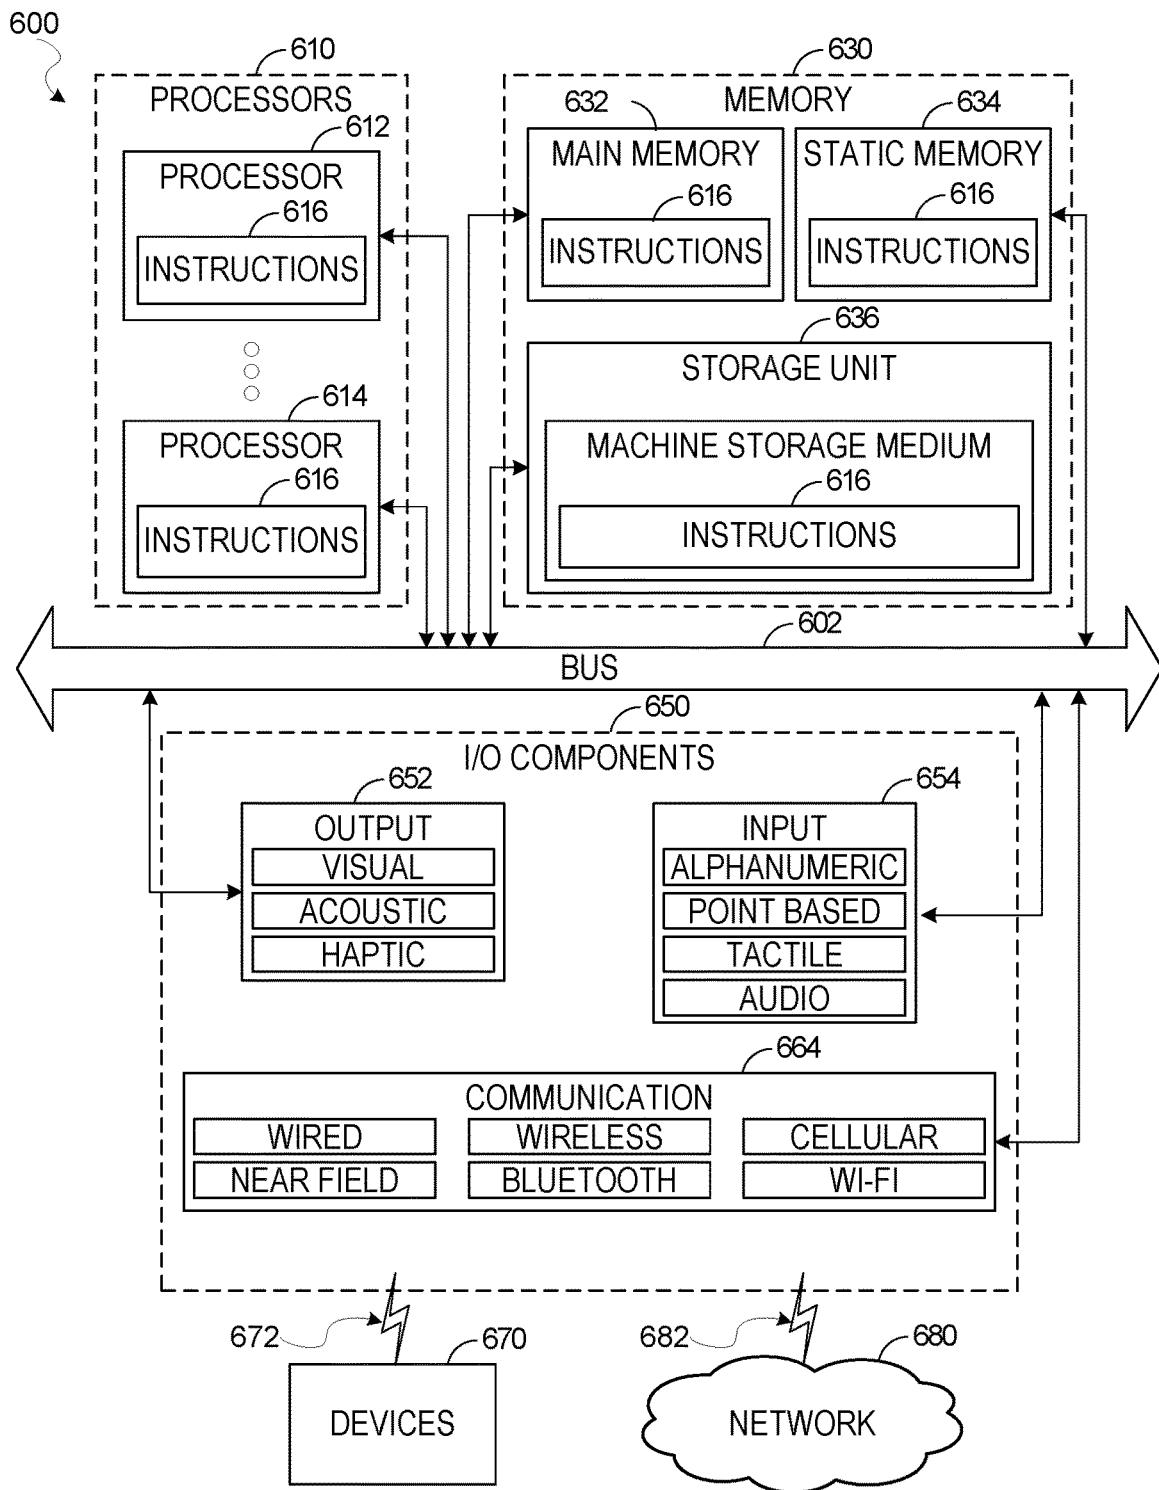 600
610
PROCESSORS
612
PROCESSOR
616
INSTRUCTIONS
614
PROCESSOR
616
INSTRUCTIONS
630
MEMORY
632
MAIN MEMORY
616
INSTRUCTIONS
634
STATIC MEMORY
616
INSTRUCTIONS
636
STORAGE UNIT
MACHINE STORAGE MEDIUM
616
INSTRUCTIONS
602
BUS
650
I/O COMPONENTS
652
OUTPUT
VISUAL
ACOUSTIC
HAPTIC
654
INPUT
ALPHANUMERIC
POINT BASED
TACTILE
AUDIO
664
COMMUNICATION
WIRED
WIRELESS
CELLULAR
NEAR FIELD
BLUETOOTH
WI-FI
672
670
DEVICES
682
680
NETWORK